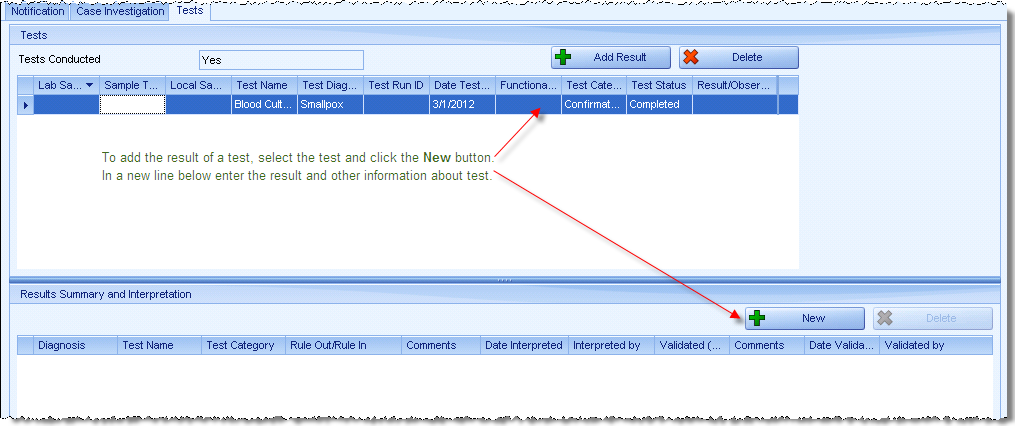 Notification Case Investigation Tests
Tests
Tests Conducted Yes Add Result Delete
Lab Sa... Sample T... Local Sa... Test Name Test Diag... Test Run ID Date Test... Functiona... Test Cate... Test Status Result/Obser...
Blood Cult... Smallpox 3/1/2012 Confirmat... Completed
To add the result of a test, select the test and click the New button.
In a new line below enter the result and other information about test.
Results Summary and Interpretation
New Delete
Diagnosis Test Name Test Category Rule Out/Rule In Comments Date Interpreted Interpreted by Validated (... Comments Date Valida... Validated by